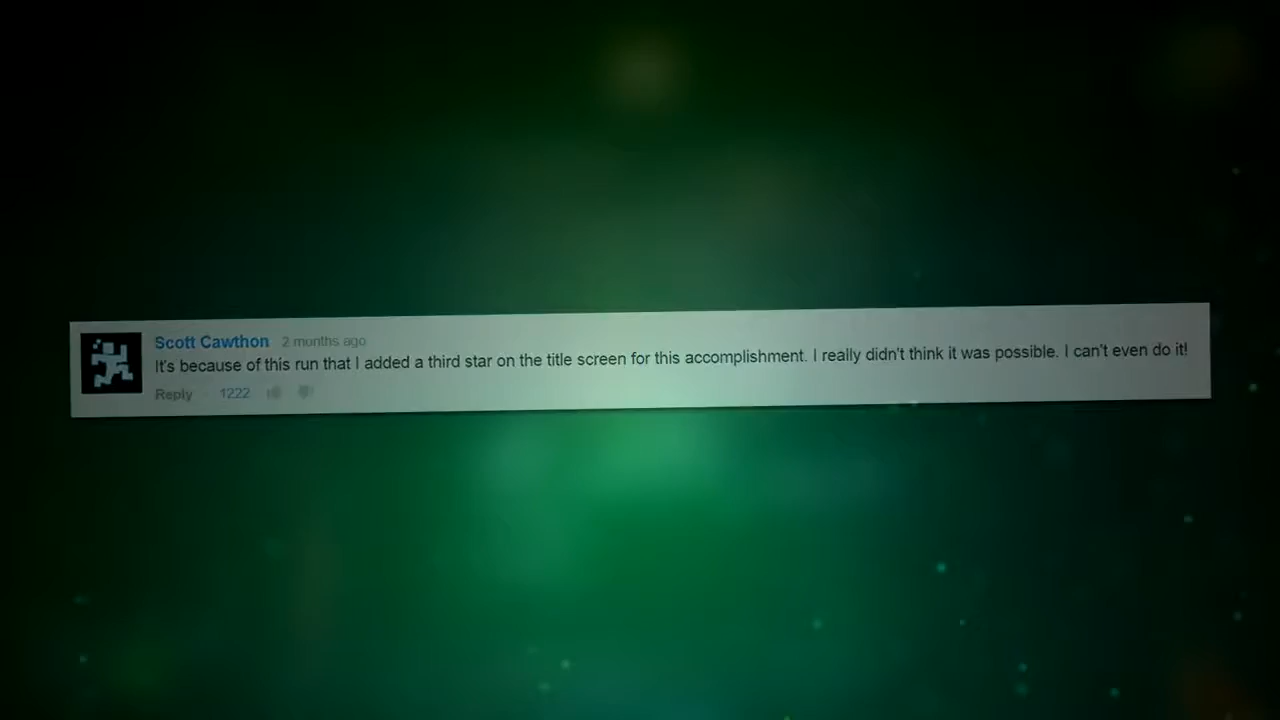 Scott Cawthon 2 months ago
It's because of this run that I added a third star on the title screen for this accomplishment. I really didn't think it was possible. I can't even do it!
Reply 1222